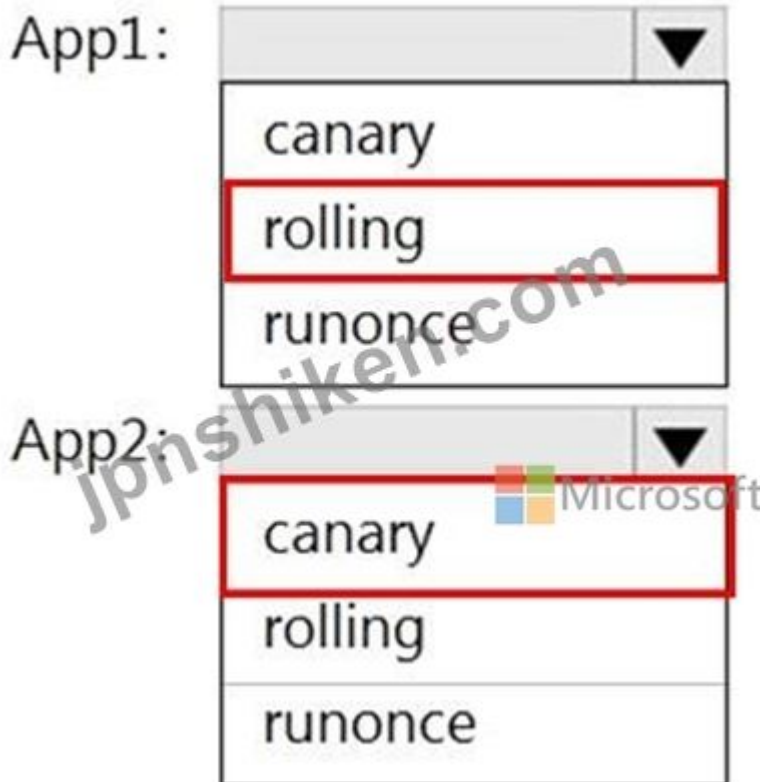 App1:
canary
rolling
runonce
App2:
canary
rolling
runonce
jpnshiken.com
Microsoft